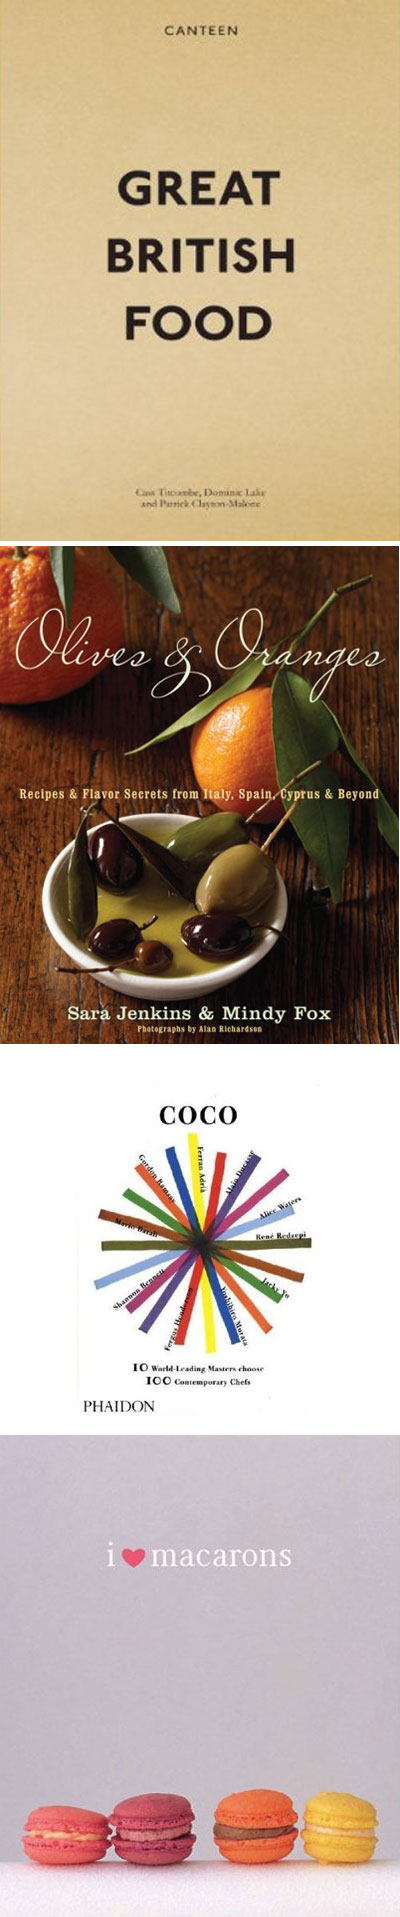 CANTEEN
GREAT
BRITISH
FOOD
Cass Titcombe, Dominic Lake
and Patrick Clayton-Malone
Olives & Oranges
Recipes & Flavor Secrets from Italy, Spain, Cyprus & Beyond
Sara Jenkins & Mindy Fox
Photographs by Alan Richardson
COCO
Ferran Adrià
Alain Ducasse
Gordon Ramsay
Alice Waters
Mario Batali
René Redzepi
Shannon Bennett
Jacky Yu
Fergus Henderson
Yoshihiro Murata
10 World-Leading Masters choose
100 Contemporary Chefs
PHAIDON
i ♥ macarons